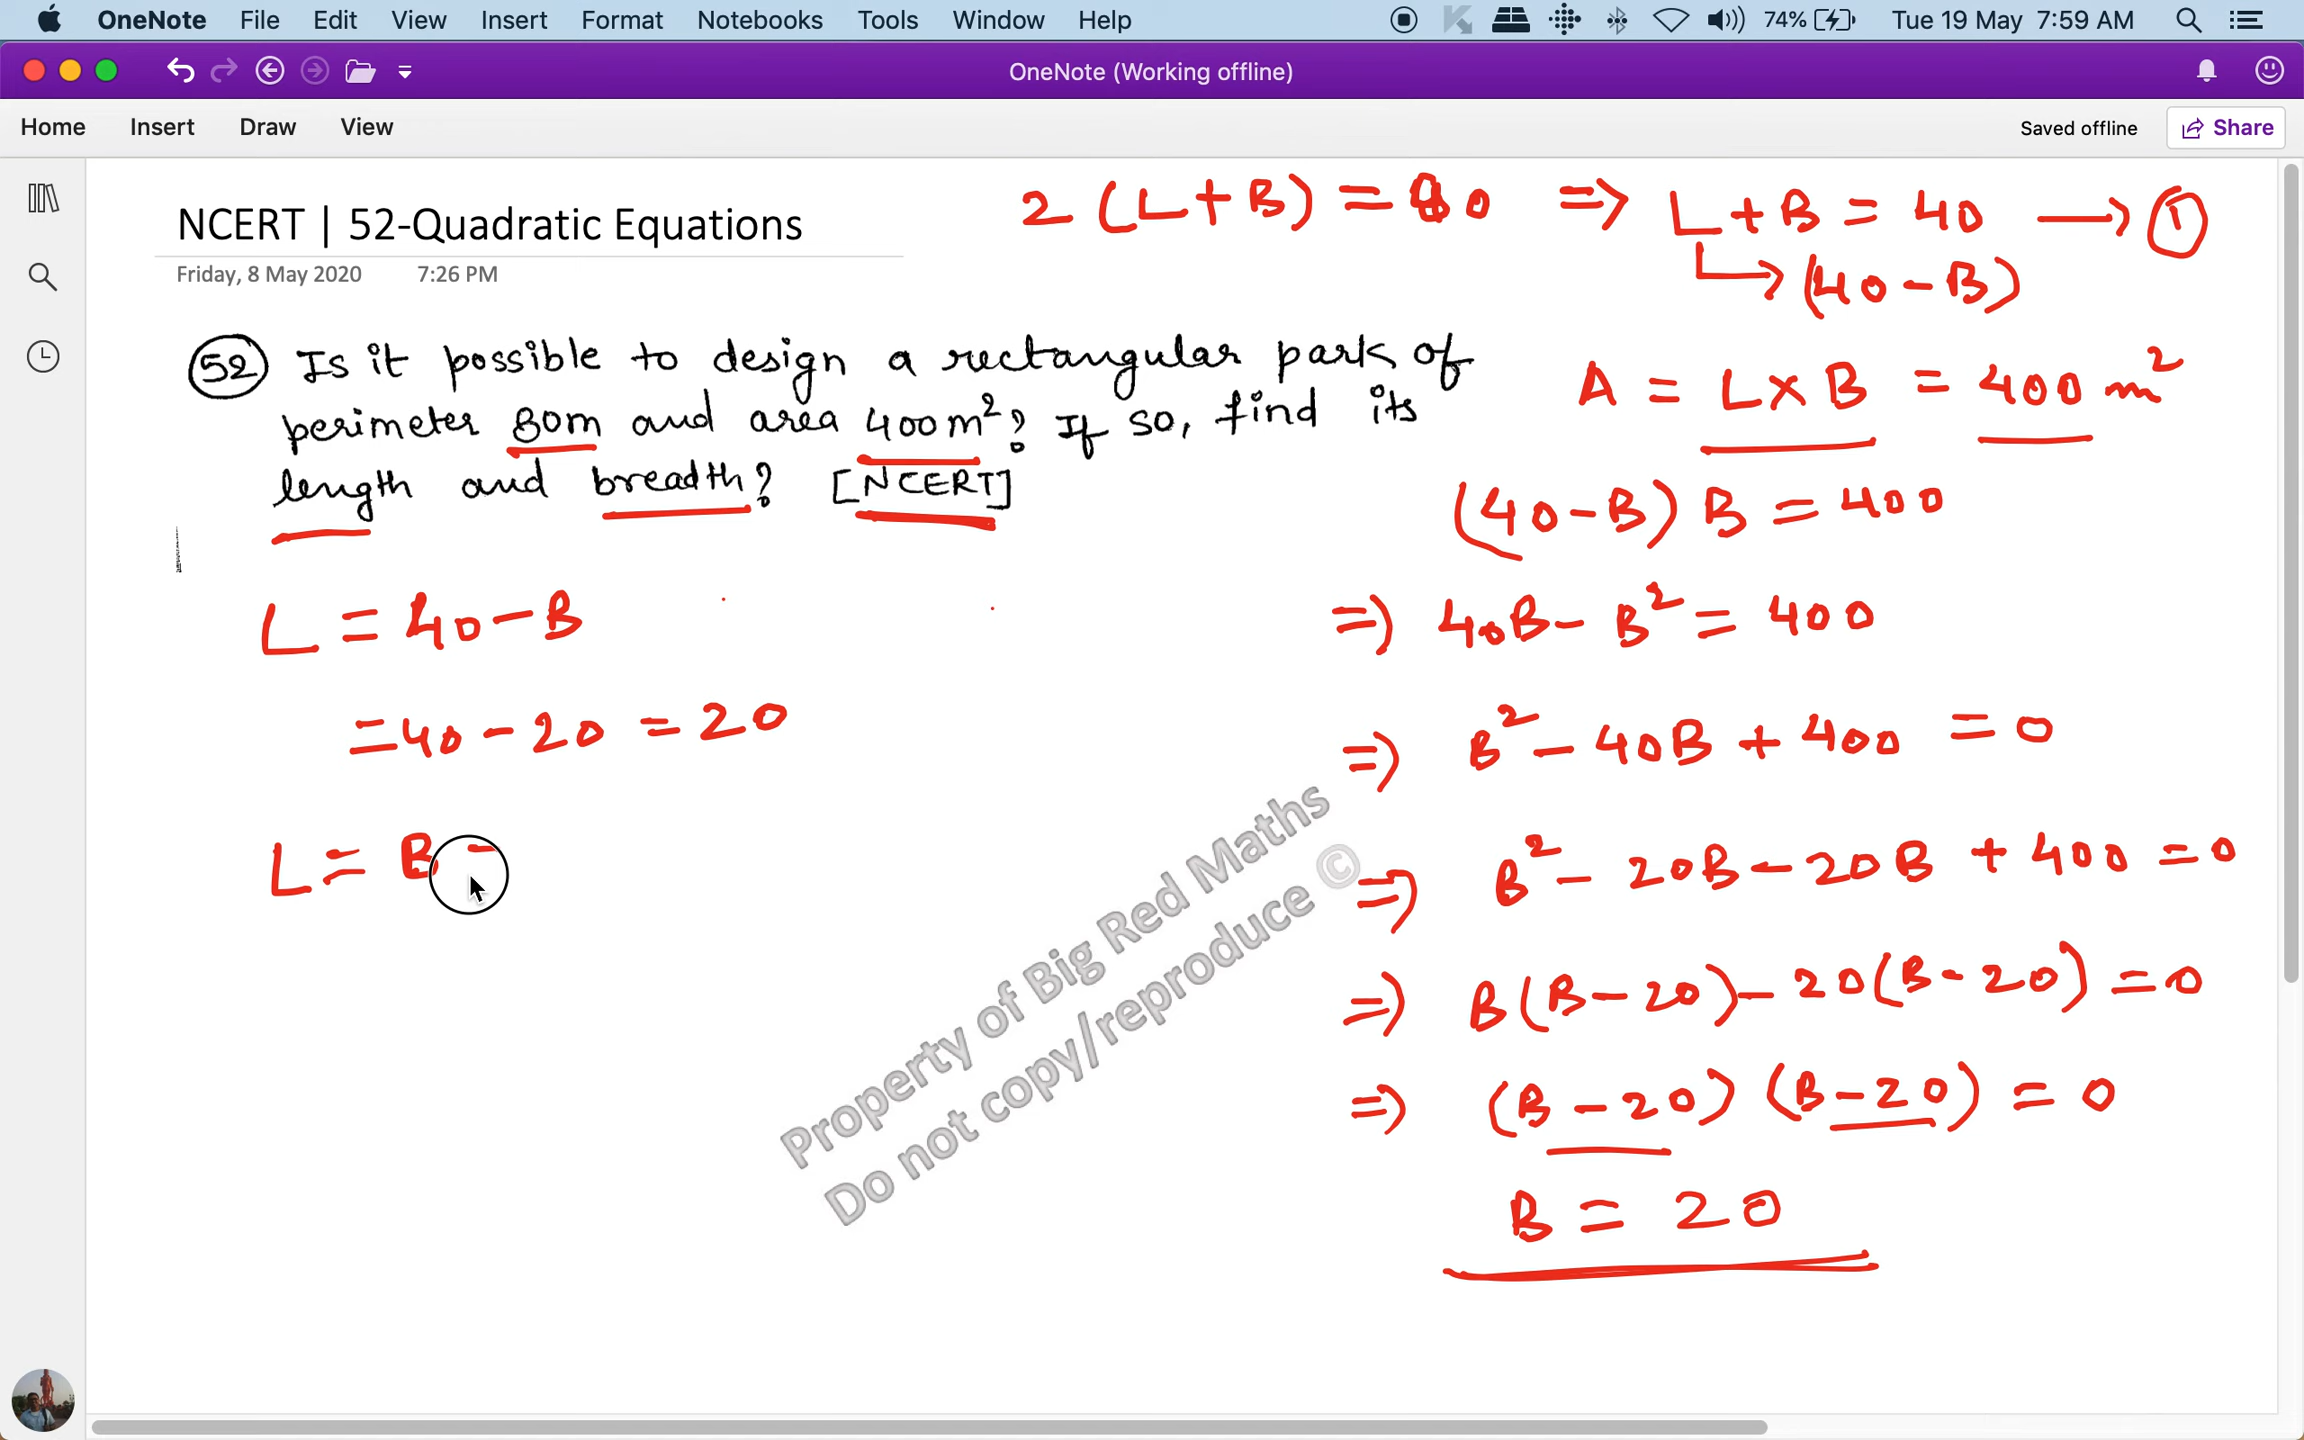 OneNote File Edit View Insert Format Notebooks Tools Window Help 74% Tue 19 May 7:59 AM
OneNote (Working offline)
Home Insert Draw View Saved offline Share
NCERT | 52-Quadratic Equations
Friday, 8 May 2020 7:26 PM
52 Is it possible to design a rectangular park of
perimeter 80m and area 400m²? If so, find its
length and breadth? [NCERT]
L = 40 - B
= 40 - 20 = 20
L = B =
2 (L+B) = 80 => L+B = 40 → 1
↳ (40 - B)
A = L × B = 400 m²
(40-B) B = 400
=> 40B - B² = 400
=> B² - 40B + 400 = 0
=> B² - 20B - 20B + 400 = 0
=> B(B-20) - 20(B-20) = 0
=> (B-20) (B-20) = 0
B = 20
Property of Big Red Maths ©
Do not copy/reproduce